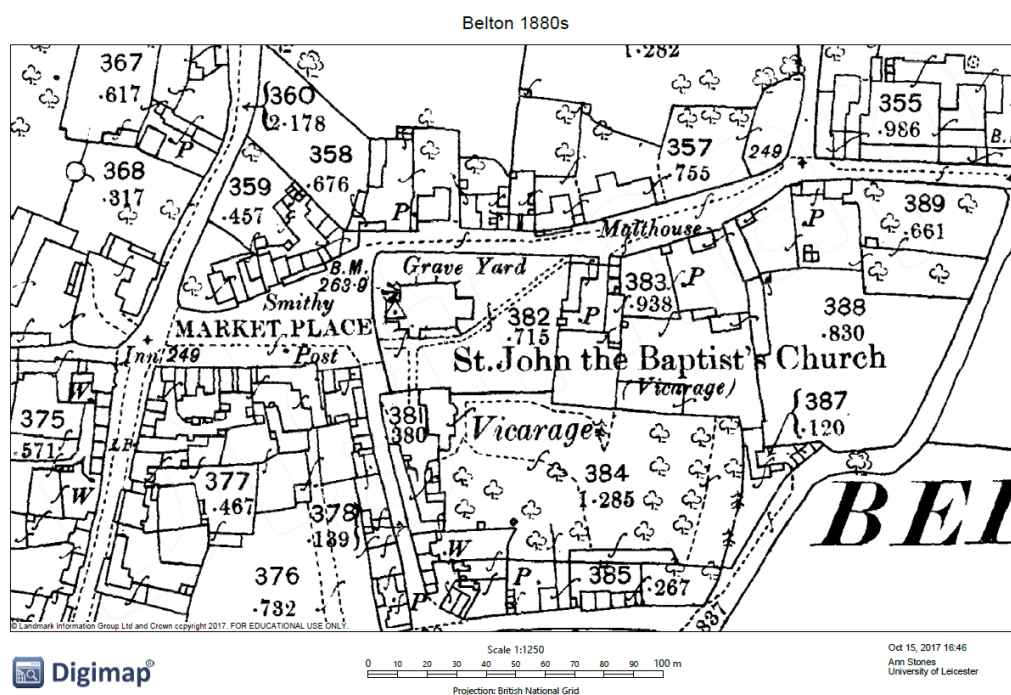 Belton 1880s
1.282
367
.617
360
2.178
358
.676
368
.317
359
.457
357
.755
249
355
.986
B.
P
P
Malthouse
389
.661
P
B.M.
263.9
Grave Yard
Smithy
MARKET PLACE
Inn
249
Post
382
.715
383
.938
P
P
388
.830
St. John the Baptist's Church
(Vicarage)
375
.571
W
W
L.P.
381
.380
Vicarage
387
.120
384
1.285
377
1.467
378
.139
376
.732
W
P
P
385
.267
837
BEL
© Landmark Information Group Ltd and Crown copyright 2017. FOR EDUCATIONAL USE ONLY.
Digimap®
Scale 1:1250
0 10 20 30 40 50 60 70 80 90 100 m
Projection: British National Grid
Oct 15, 2017 16:46
Ann Stones
University of Leicester